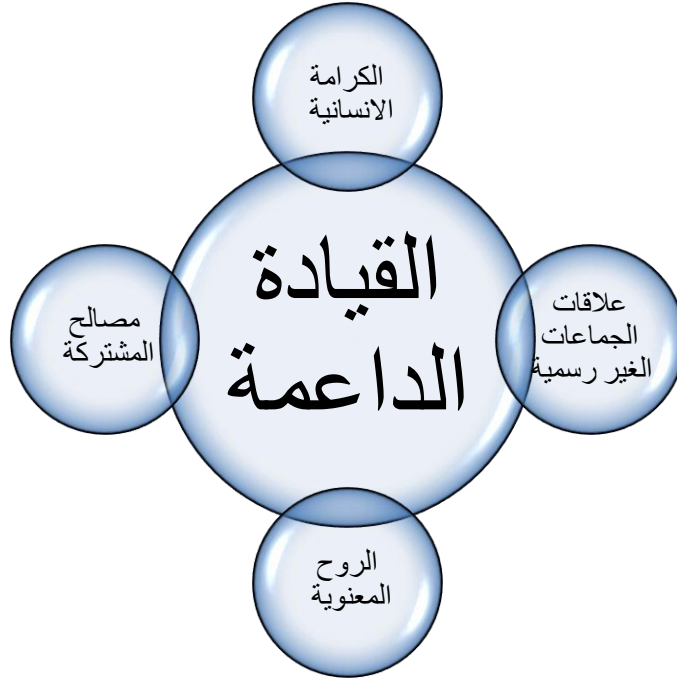 الكرامة
الانسانية
القيادة
الداعمة
علاقات
الجماعات
الغير رسمية
الروح
المعنوية
مصالح
المشتركة